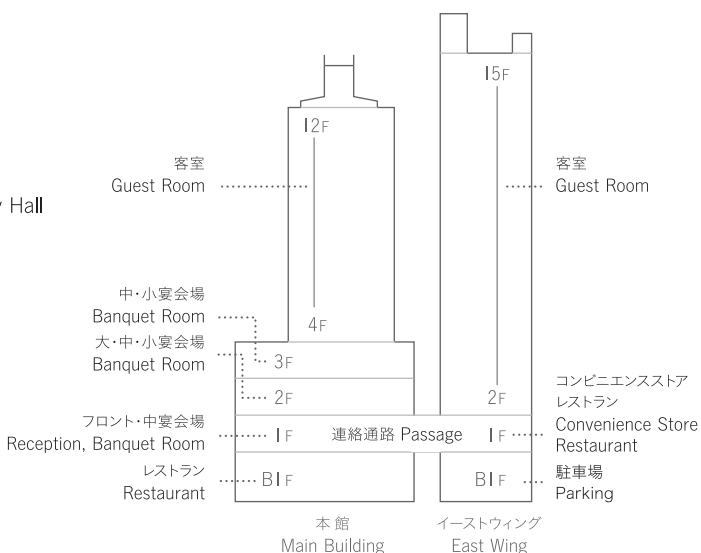 15F
12F
客室
Guest Room
客室
Guest Room
Hall
中・小宴会場
Banquet Room
4F
大・中・小宴会場
Banquet Room
3F
2F
2F
コンビニエンスストア
レストラン
Convenience Store
Restaurant
フロント・中宴会場
Reception, Banquet Room
1F
連絡通路 Passage
1F
レストラン
Restaurant
B1F
B1F
駐車場
Parking
本館
Main Building
イーストウィング
East Wing